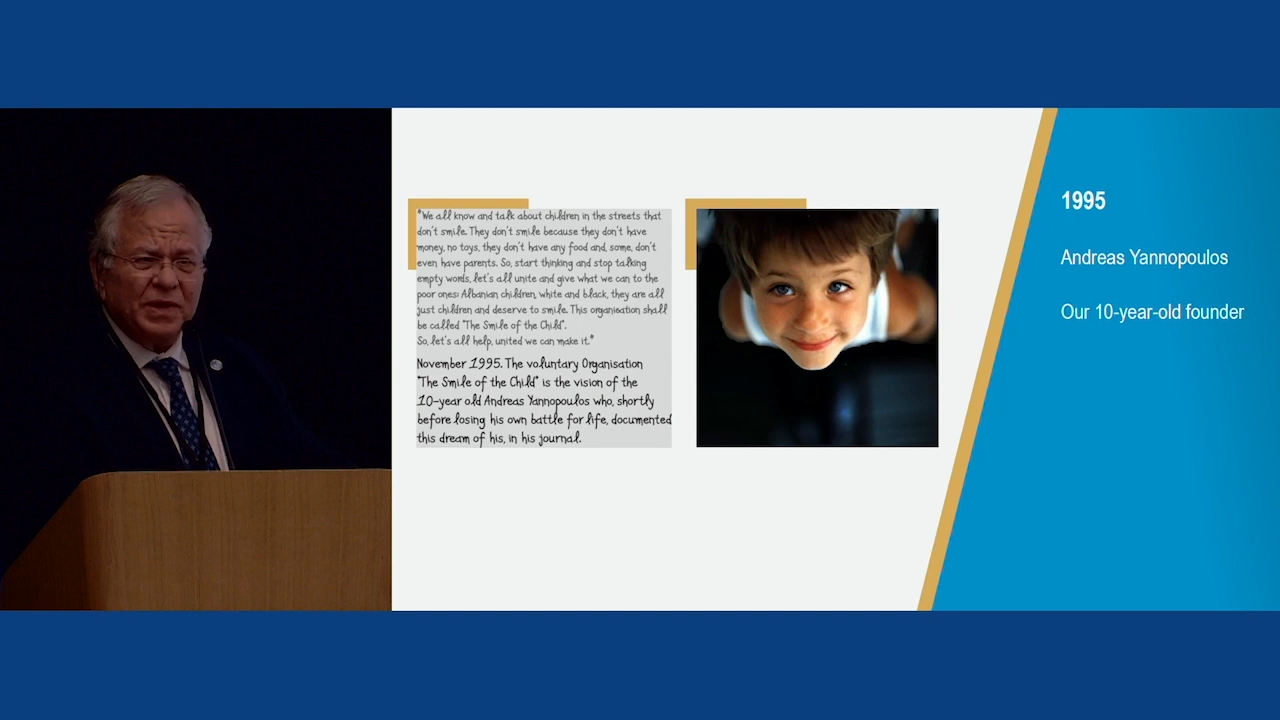 "We all know and talk about children in the streets that
don't smile. They don't smile because they don't have
money, no toys, they don't have any food and, some, don't
even have parents. So, start thinking and stop talking
empty words, let's all unite and give what we can to the
poor ones: Albanian children, white and black, they are all
just children and deserve to smile. This organisation shall
be called "The Smile of the Child".
So, let's all help, united we can make it."
November 1995. The voluntary Organisation
"The Smile of the Child" is the vision of the
10-year old Andreas Yannopoulos who, shortly
before losing his own battle for life, documented
this dream of his, in his journal.
1995
Andreas Yannopoulos
Our 10-year-old founder